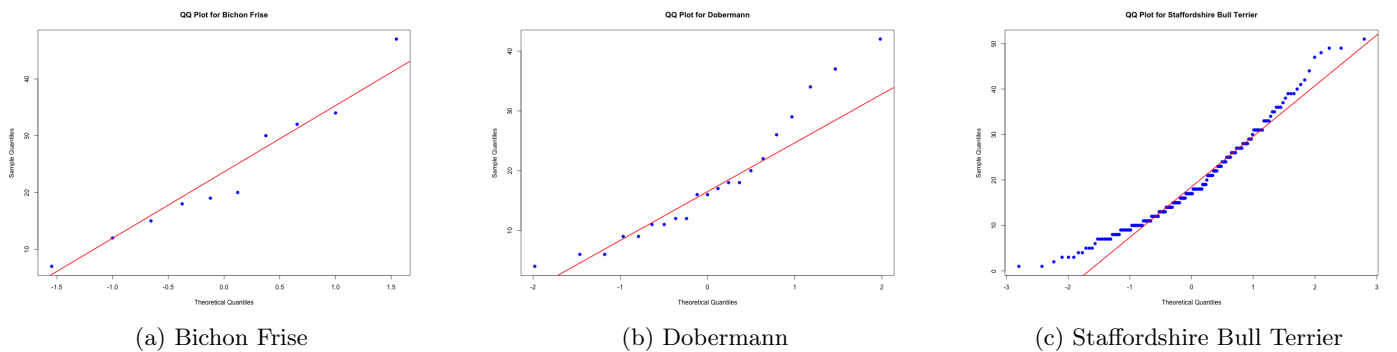 QQ Plot for Bichon Frise
Sample Quantiles
40
30
20
10
-1.5 -1.0 -0.5 0.0 0.5 1.0 1.5
Theoretical Quantiles
(a) Bichon Frise
QQ Plot for Dobermann
Sample Quantiles
40
30
20
10
-2 -1 0 1 2
Theoretical Quantiles
(b) Dobermann
QQ Plot for Staffordshire Bull Terrier
Sample Quantiles
50
40
30
20
10
0
-3 -2 -1 0 1 2 3
Theoretical Quantiles
(c) Staffordshire Bull Terrier